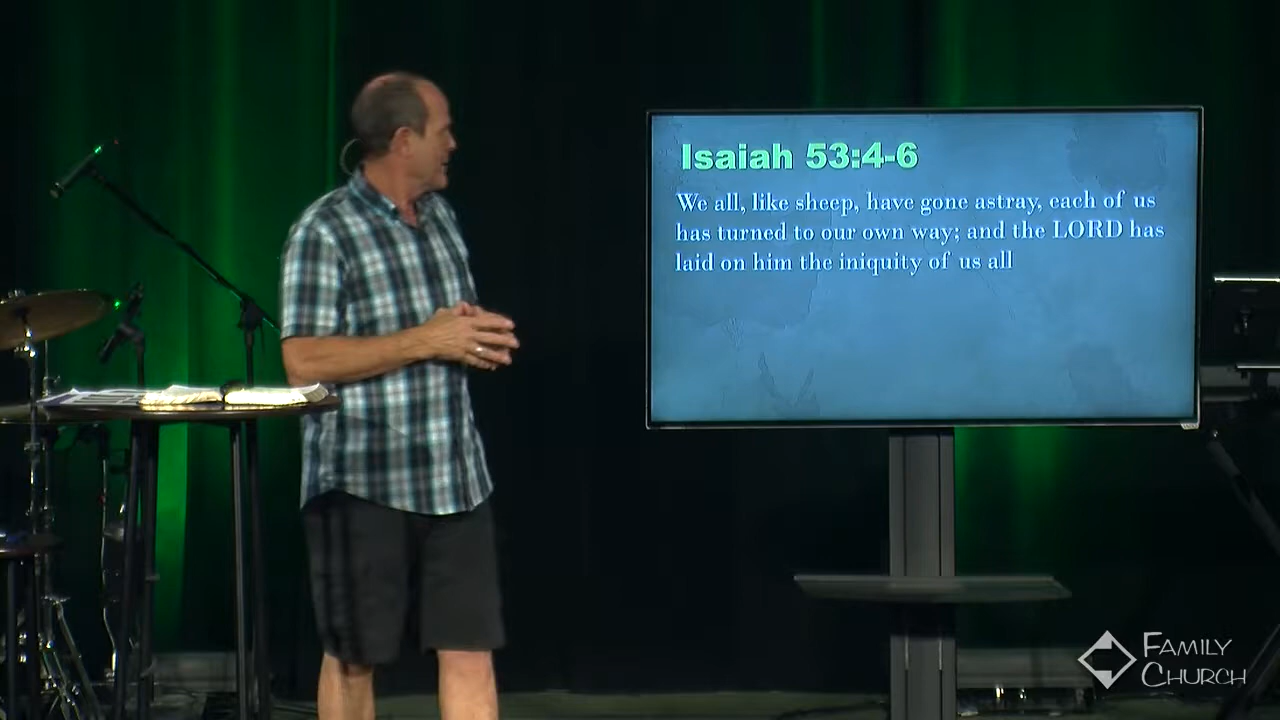 Isaiah 53:4-6
We all, like sheep, have gone astray, each of us
has turned to our own way; and the LORD has
laid on him the iniquity of us all
Family
Church